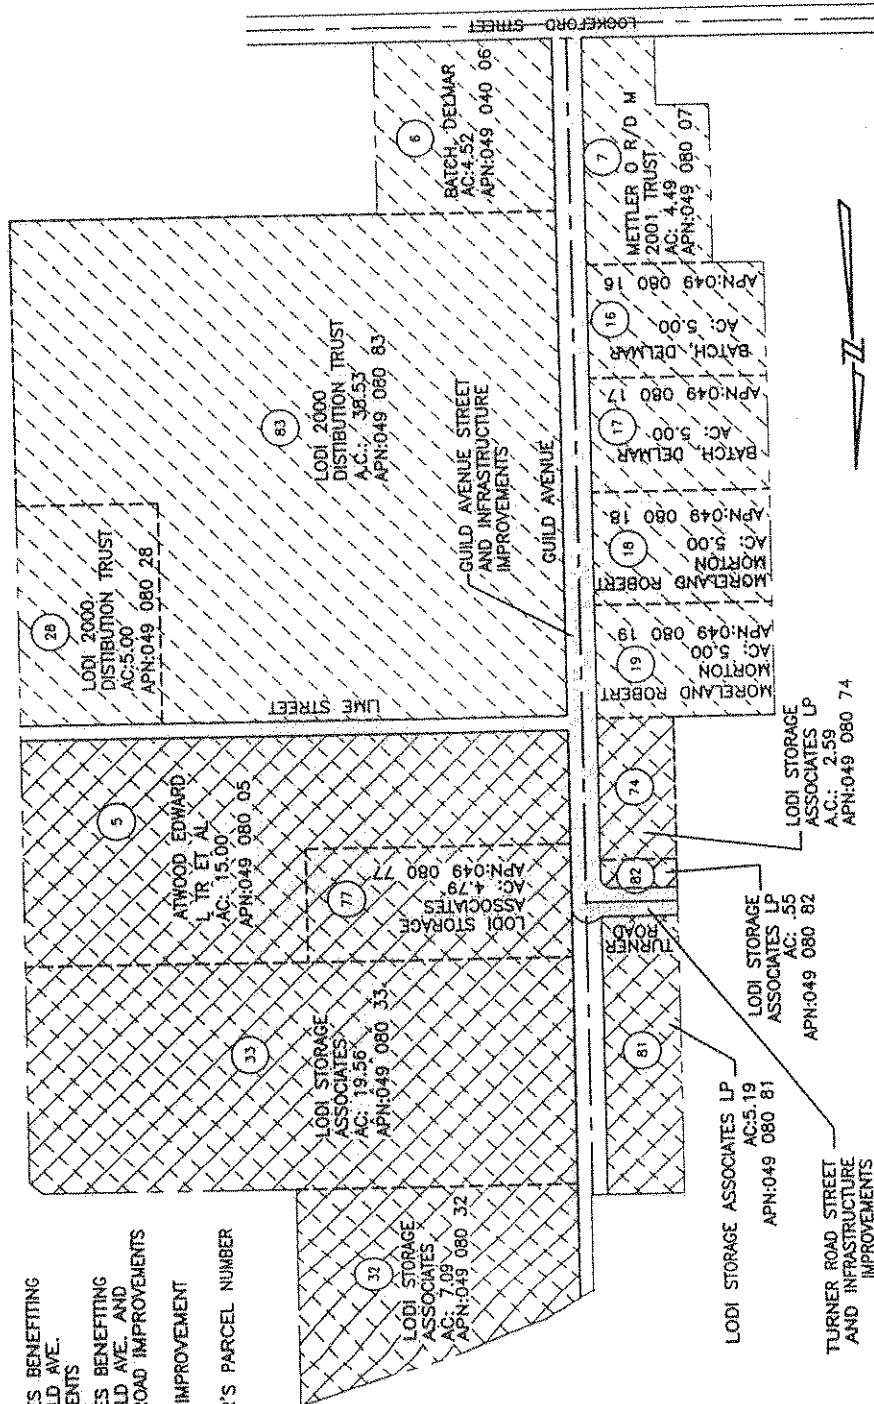 ES BENEFITING
LD AVE.
ENTS
ES BENEFITING
LD AVE. AND
OAD IMPROVEMENTS
IMPROVEMENT
'S PARCEL NUMBER
32
LODI STORAGE
ASSOCIATES
AC: 7.09
APN:049 080 32
33
LODI STORAGE
ASSOCIATES
AC: 19.56
APN:049 080 33
5
ATWOOD EDWARD
L TR ET AL
AC: 15.00
APN:049 080 05
77
LODI STORAGE
ASSOCIATES
AC: 4.79
APN:049 080 77
28
LODI 2000
DISTIBUTION TRUST
AC:5.00
APN:049 080 28
LIME STREET
83
LODI 2000
DISTIBUTION TRUST
A.C.: 38.53
APN:049 080 83
GUILD AVENUE STREET
AND INFRASTRUCTURE
IMPROVEMENTS
GUILD AVENUE
6
BATCH, DELMAR
AC:4.52
APN:049 040 06
LOCKEFORD STREET
7
METTLER O R/D M
2001 TRUST
AC: 4.49
APN:049 080 07
16
BATCH, DELMAR
AC: 5.00
APN:049 080 16
17
BATCH, DELMAR
AC: 5.00
APN:049 080 17
18
MORELAND ROBERT
MORTON
AC: 5.00
APN:049 080 18
19
MORELAND ROBERT
MORTON
AC: 5.00
APN:049 080 19
74
LODI STORAGE
ASSOCIATES LP
A.C.: 2.59
APN:049 080 74
82
LODI STORAGE
ASSOCIATES LP
AC: .55
APN:049 080 82
TURNER
ROAD
81
LODI STORAGE ASSOCIATES LP
AC:5.19
APN:049 080 81
TURNER ROAD STREET
AND INFRASTRUCTURE
IMPROVEMENTS